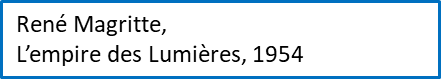 René Magritte,
L’empire des Lumières, 1954